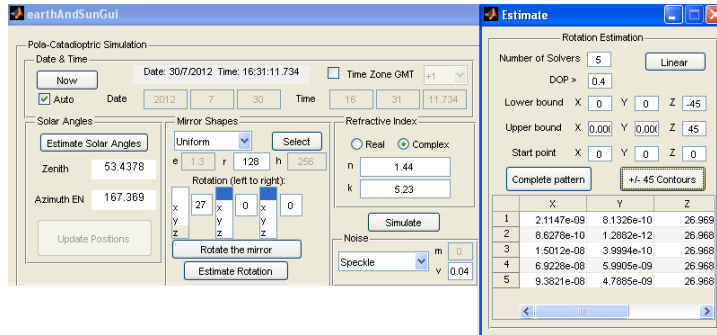 earthAndSunGui
Pola-Catadioptric Simulation
Date & Time
Now
Date: 30/7/2012 Time: 16:31:11.734
Time Zone GMT +1
Auto Date 2012 7 30 Time 16 31 11.734
Solar Angles
Estimate Solar Angles
Zenith 53.4378
Azimuth EN 167.369
Update Positions
Mirror Shapes
Uniform Select
e 1.3 r 128 h 256
Rotation (left to right):
x y z 27 x y z 0 x y z 0
Rotate the mirror
Estimate Rotation
Refractive Index
Real Complex
n 1.44
k 5.23
Simulate
Noise
Speckle m 0
v 0.04
Estimate
Rotation Estimation
Number of Solvers 5 Linear
DOP > 0.4
Lower bound X 0 Y 0 Z -45
Upper bound X 0.00( Y 0.00( Z 45
Start point X 0 Y 0 Z 0
Complete pattern +/- 45 Contours
X Y Z
1 2.1147e-09 8.1326e-10 26.969
2 8.6278e-10 1.2882e-12 26.968
3 1.5012e-08 3.9994e-10 26.968
4 6.9228e-08 5.9905e-09 26.968
5 9.3821e-08 4.7885e-09 26.968